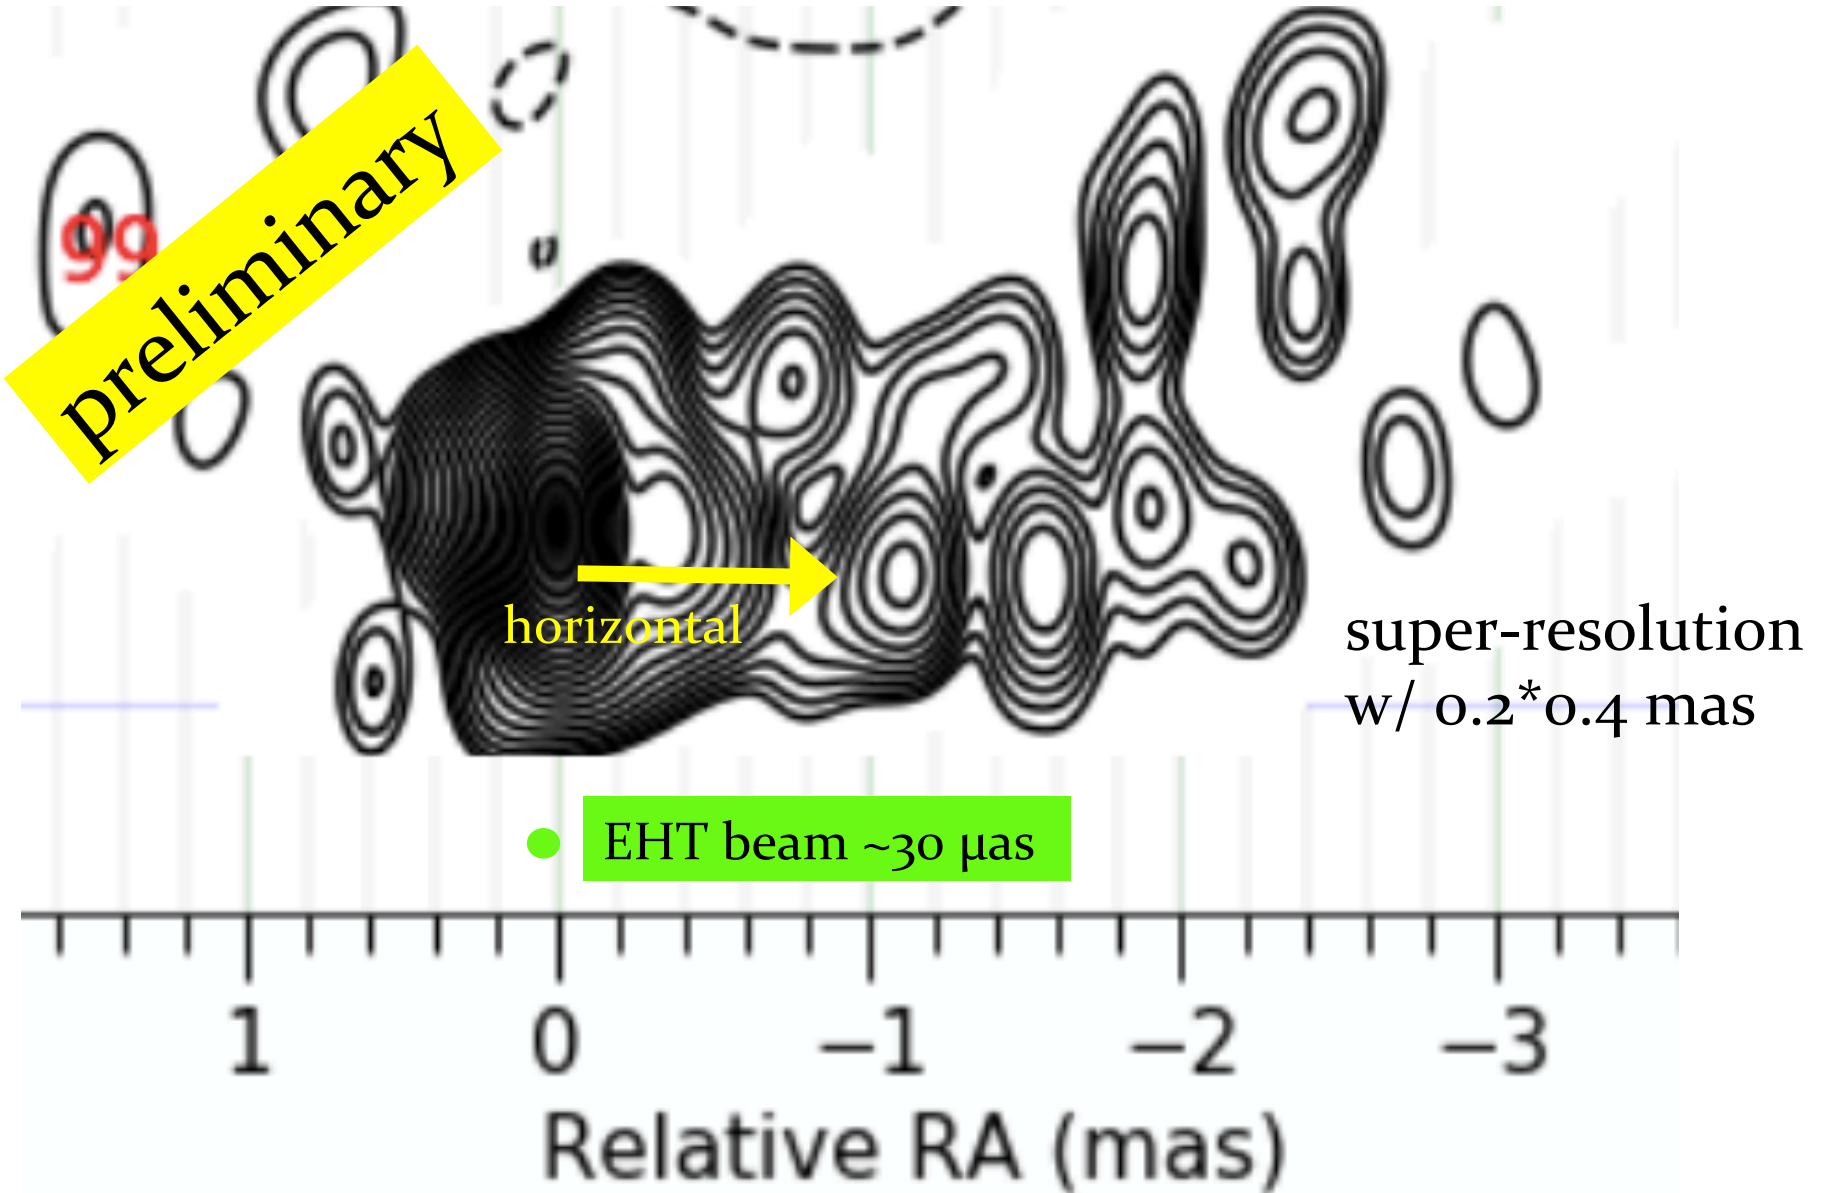 preliminary
99
horizontal
super-resolution
w/ 0.2*0.4 mas
EHT beam ~30 μas
1 0 −1 −2 −3
Relative RA (mas)